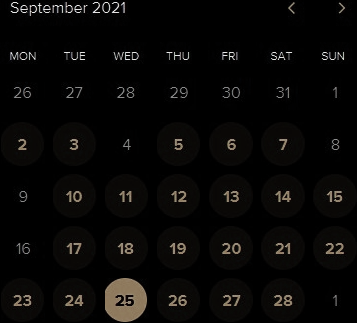 September 2021
MON TUE WED THU FRI SAT SUN
26 27 28 29 30 31 1
2 3 4 5 6 7 8
9 10 11 12 13 14 15
16 17 18 19 20 21 22
23 24 25 26 27 28 1